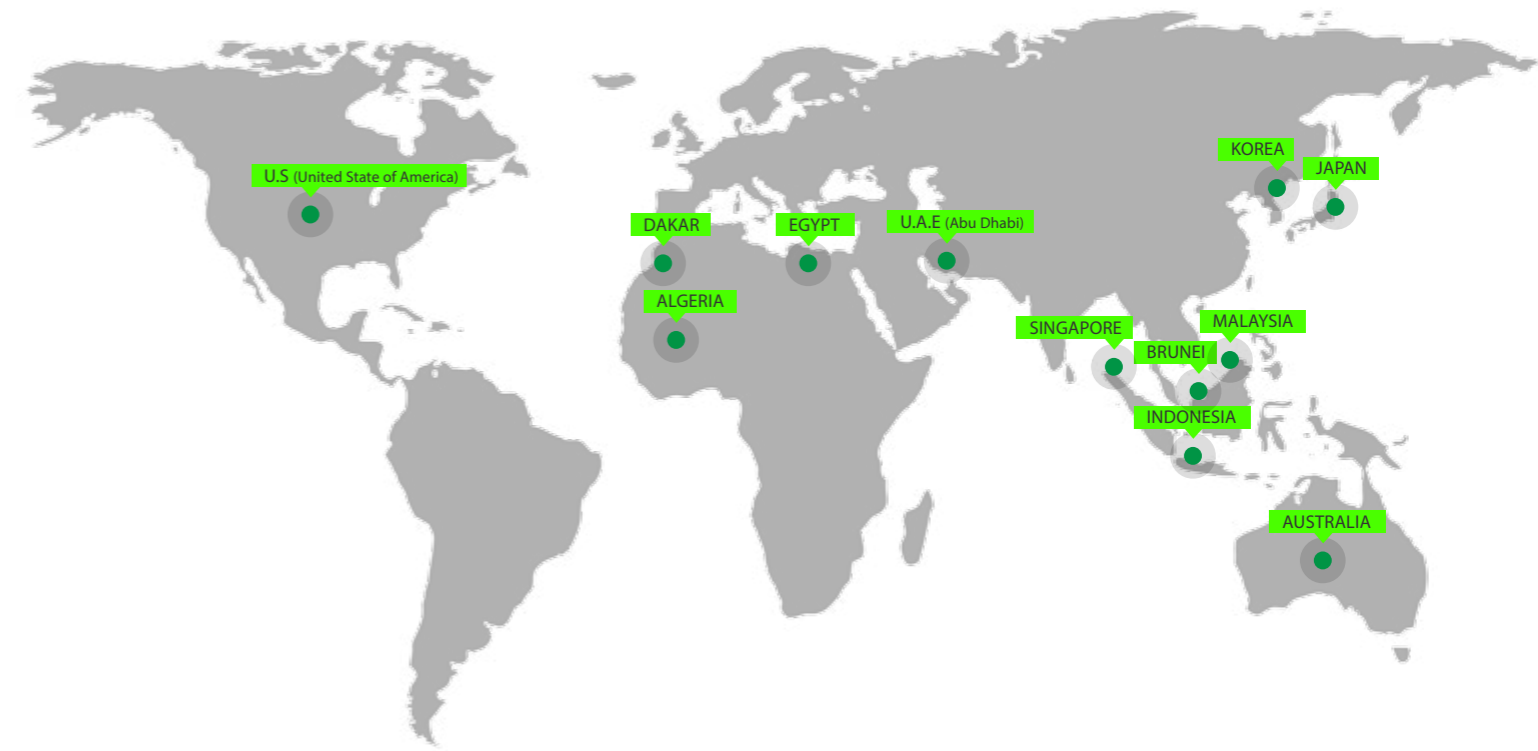 KOREA
JAPAN
U.S (United State of America)
DAKAR
EGYPT
U.A.E (Abu Dhabi)
ALGERIA
SINGAPORE
MALAYSIA
BRUNEI
INDONESIA
AUSTRALIA